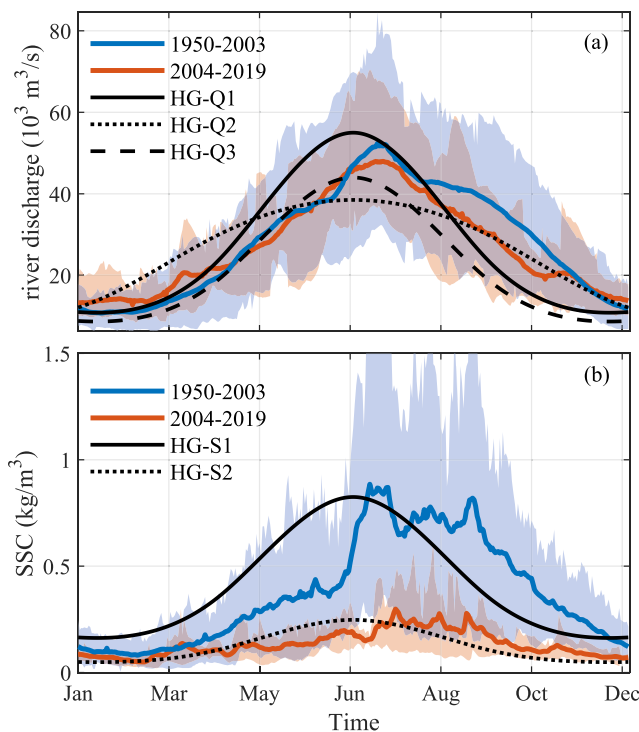 (a)
1950-2003
2004-2019
HG-Q1
HG-Q2
HG-Q3
river discharge (10³ m³/s)
80
60
40
20
(b)
1950-2003
2004-2019
HG-S1
HG-S2
SSC (kg/m³)
1.5
1
0.5
0
Jan Mar May Jun Aug Oct Dec
Time